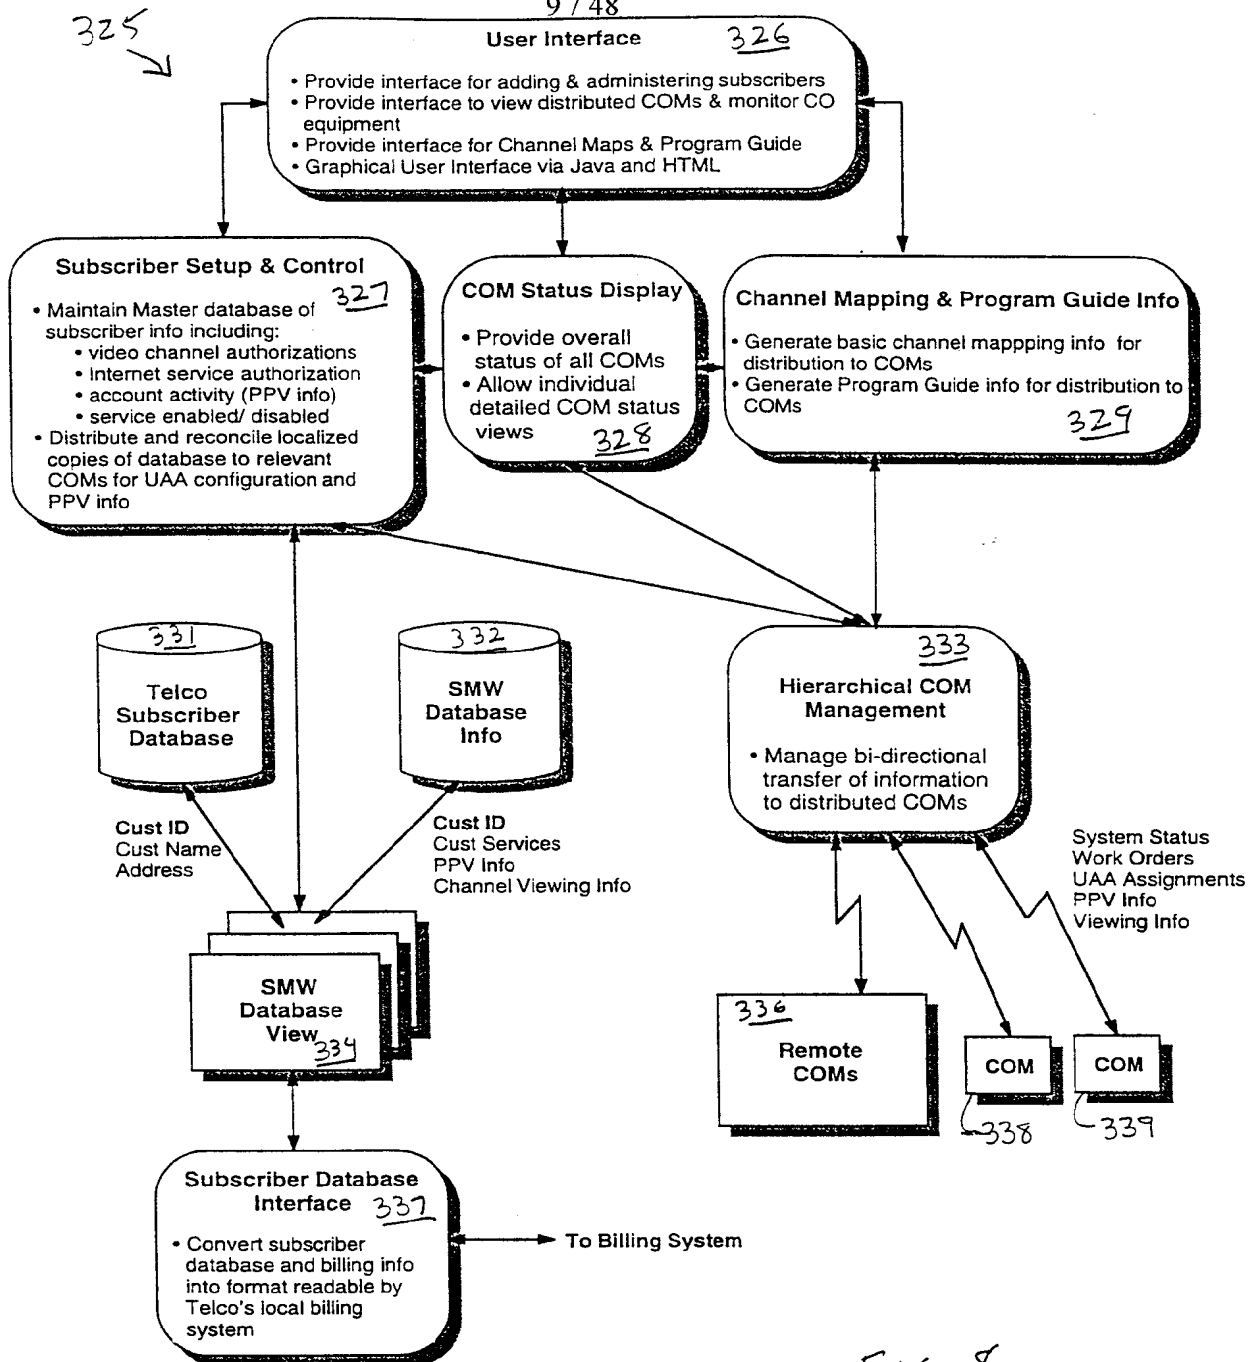 9 / 48
325
User Interface 326
• Provide interface for adding & administering subscribers
• Provide interface to view distributed COMs & monitor CO
equipment
• Provide interface for Channel Maps & Program Guide
• Graphical User Interface via Java and HTML
Subscriber Setup & Control
327
• Maintain Master database of
subscriber info including:
• video channel authorizations
• Internet service authorization
• account activity (PPV info)
• service enabled/ disabled
• Distribute and reconcile localized
copies of database to relevant
COMs for UAA configuration and
PPV info
COM Status Display
• Provide overall
status of all COMs
• Allow individual
detailed COM status
views
328
Channel Mapping & Program Guide Info
• Generate basic channel mappping info for
distribution to COMs
• Generate Program Guide info for distribution to
COMs
329
331
Telco
Subscriber
Database
332
SMW
Database
Info
333
Hierarchical COM
Management
• Manage bi-directional
transfer of information
to distributed COMs
Cust ID
Cust Name
Address
Cust ID
Cust Services
PPV Info
Channel Viewing Info
System Status
Work Orders
UAA Assignments
PPV Info
Viewing Info
SMW
Database
View
334
336
Remote
COMs
COM
338
COM
339
Subscriber Database
Interface 337
• Convert subscriber
database and billing info
into format readable by
Telco's local billing
system
To Billing System
Fig. 8